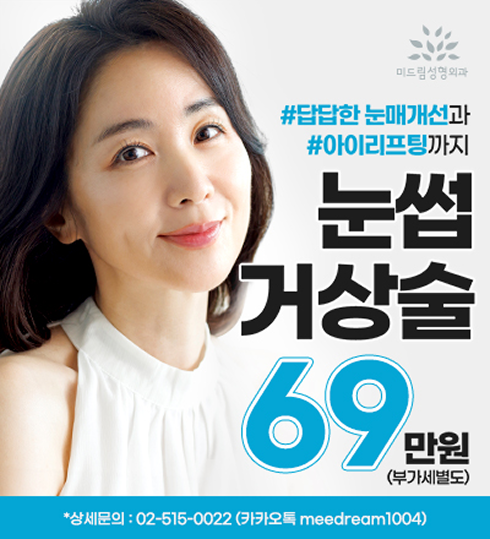 미드림성형외과
#답답한 눈매개선과
#아이리프팅까지
눈썹
거상술
69만원
(부가세별도)
*상세문의 : 02-515-0022 (카카오톡 meedream1004)